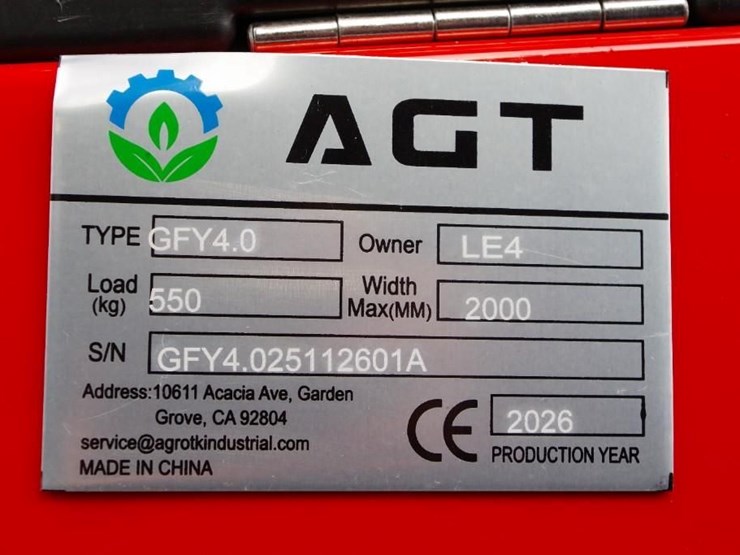 AGT
TYPE GFY4.0 Owner LE4
Load (kg) 550 Width Max(MM) 2000
S/N GFY4.025112601A
Address:10611 Acacia Ave, Garden
Grove, CA 92804
service@agrotkindustrial.com
MADE IN CHINA
CE 2026
PRODUCTION YEAR